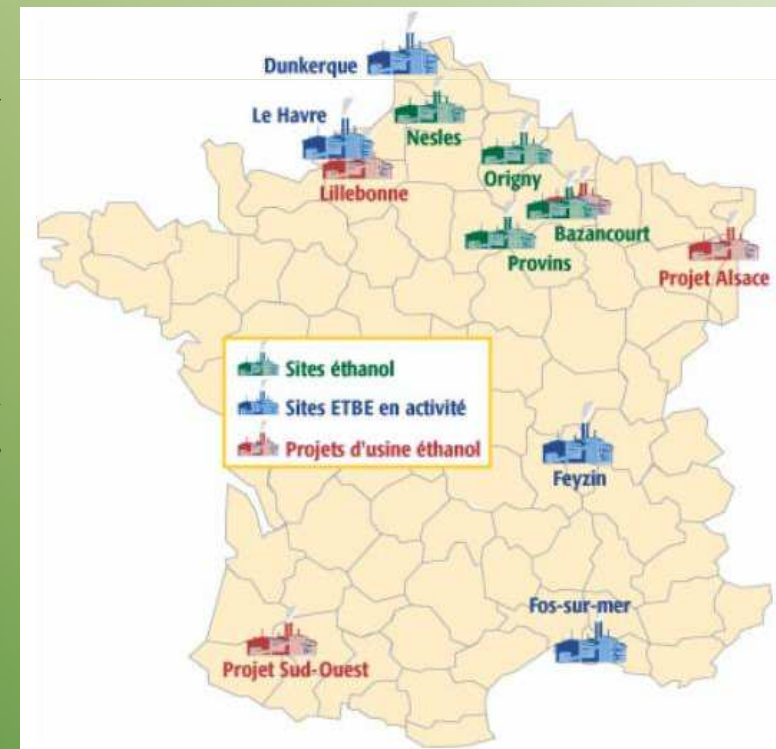 Dunkerque
Le Havre
Nesles
Lillebonne
Origny
Bazancourt
Provins
Projet Alsace
Sites éthanol
Sites ETBE en activité
Projets d'usine éthanol
Feyzin
Fos-sur-mer
Projet Sud-Ouest